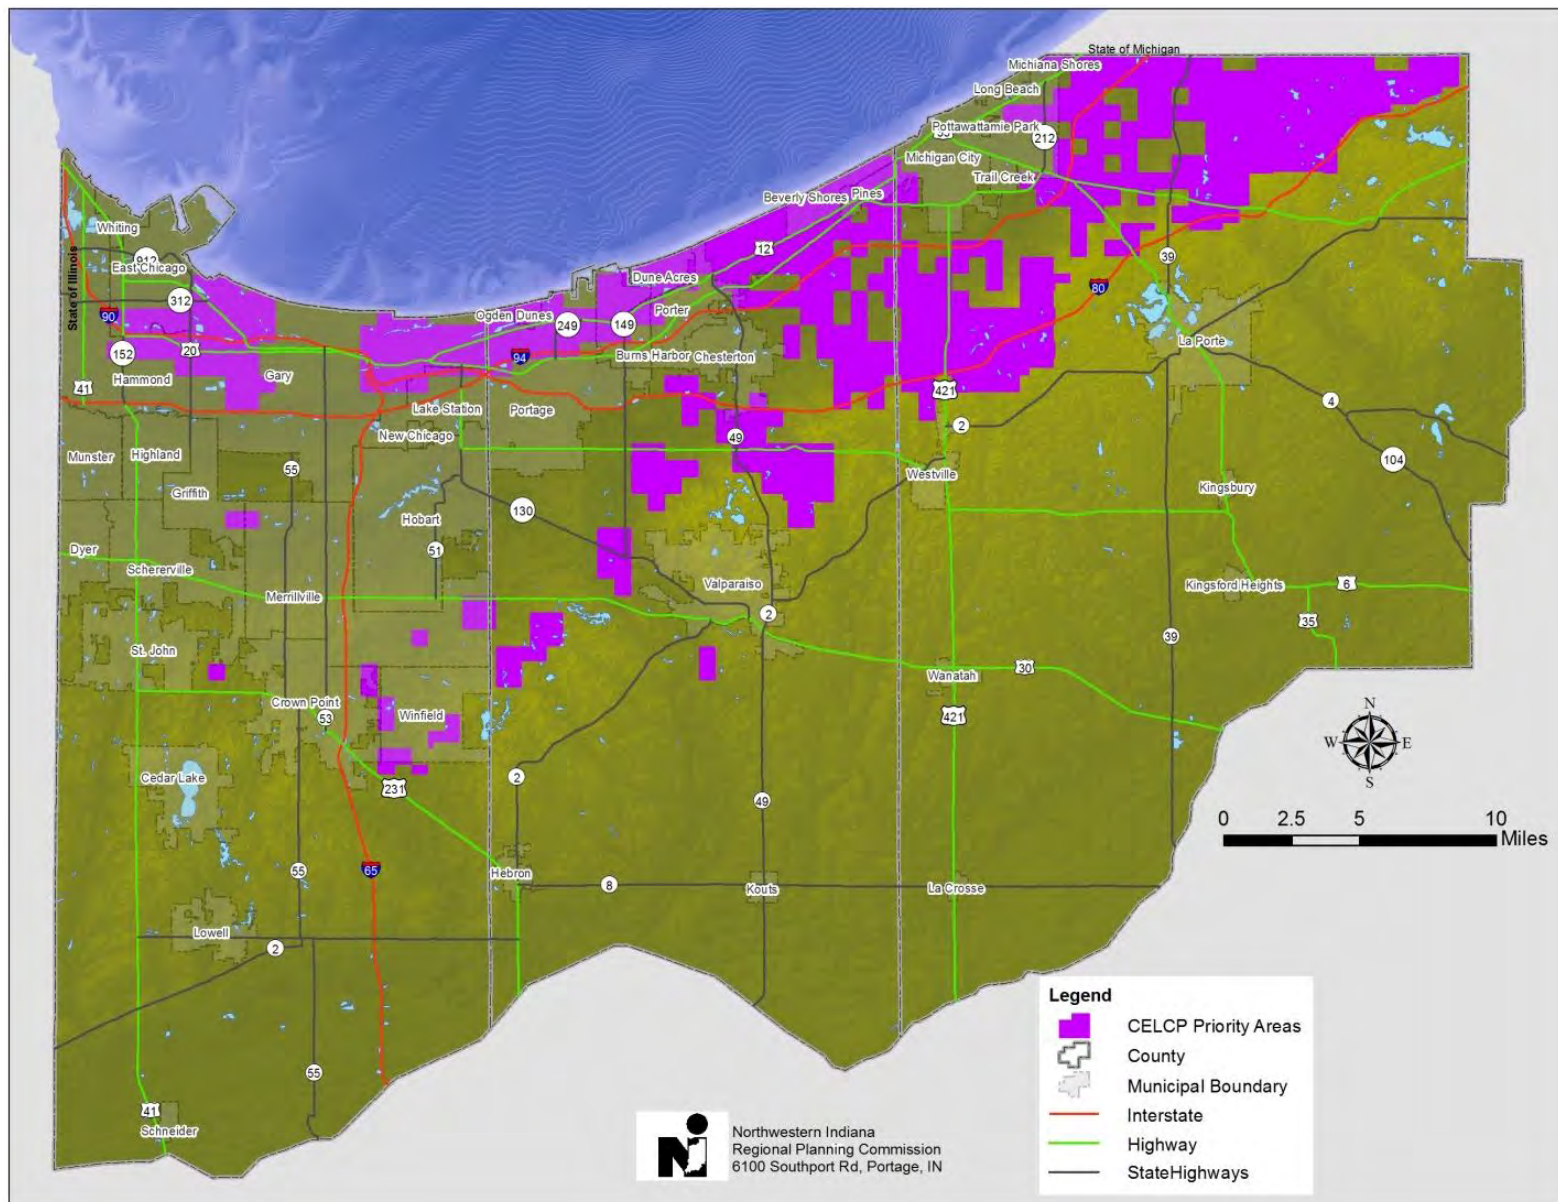 State of Michigan
Michiana Shores
Long Beach
Pottawattamie Park
212
Michigan City
Trail Creek
Pines
Beverly Shores
12
Whiting
East Chicago
912
State of Illinois
312
90
Dune Acres
39
80
Ogden Dunes
249
149
Porter
152
20
94
Burns Harbor
Chesterton
La Porte
Hammond
Gary
41
421
Lake Station
Portage
4
New Chicago
49
2
Munster
Highland
55
104
Griffith
Westville
Kingsbury
130
Hobart
51
Dyer
Schererville
Merrillville
Valparaiso
Kingsford Heights
6
2
35
39
St. John
30
Wanatah
Crown Point
53
Winfield
421
N
W
E
S
Cedar Lake
2
231
49
0 2.5 5 10
Miles
55
65
Hebron
8
Kouts
La Crosse
Lowell
2
55
41
Schneider
Legend
CELCP Priority Areas
County
Municipal Boundary
Interstate
Highway
StateHighways
Northwestern Indiana
Regional Planning Commission
6100 Southport Rd, Portage, IN